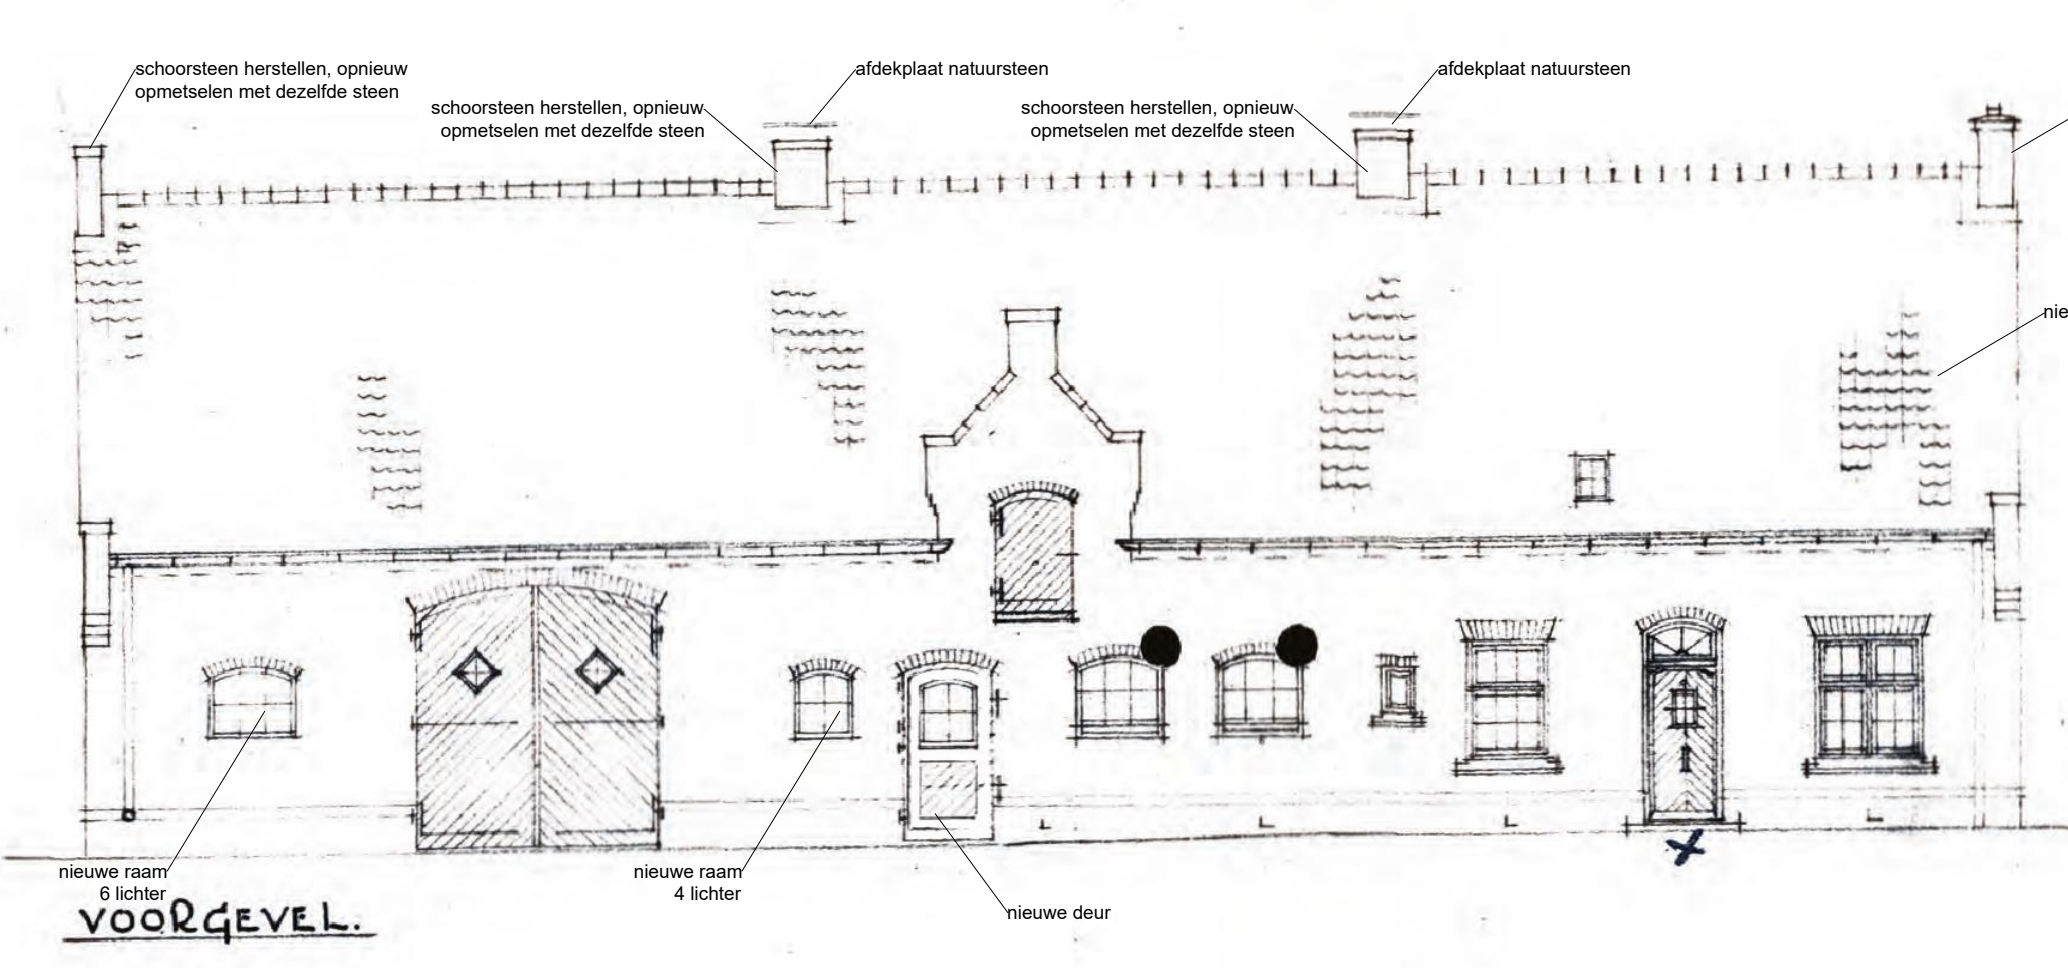 schoorsteen herstellen, opnieuw
opmetselen met dezelfde steen
afdekplaat natuursteen
afdekplaat natuursteen
schoorsteen herstellen, opnieuw
opmetselen met dezelfde steen
schoorsteen herstellen, opnieuw
opmetselen met dezelfde steen
nie
nieuwe raam
6 lichter
nieuwe raam
4 lichter
nieuwe deur
VOORGEVEL.